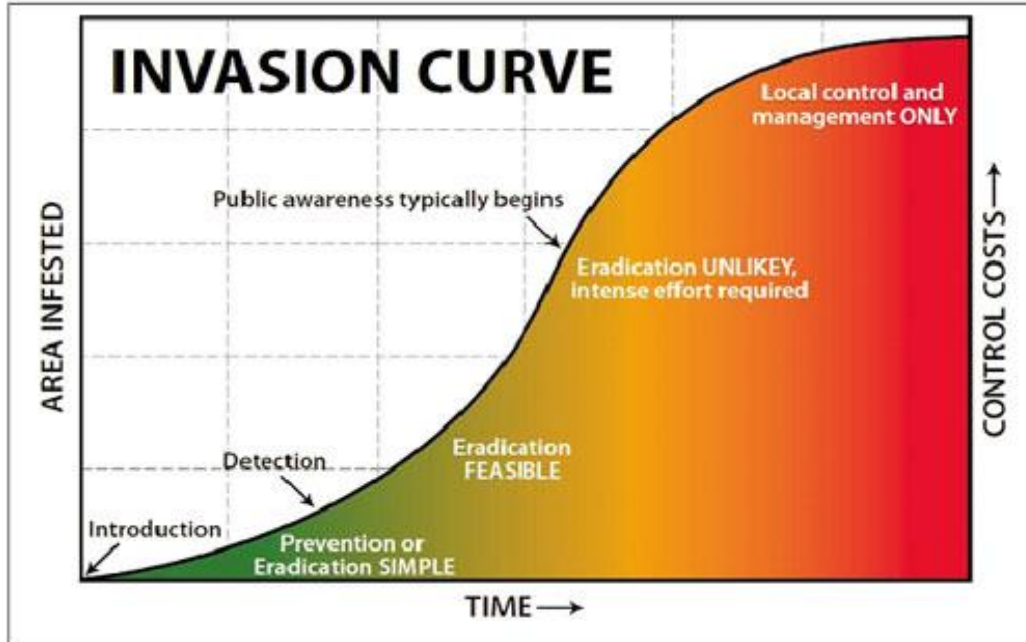 INVASION CURVE
Local control and
management ONLY
Public awareness typically begins
Eradication UNLIKEY,
intense effort required
Eradication
FEASIBLE
Detection
Introduction
Prevention or
Eradication SIMPLE
AREA INFESTED
CONTROL COSTS
TIME